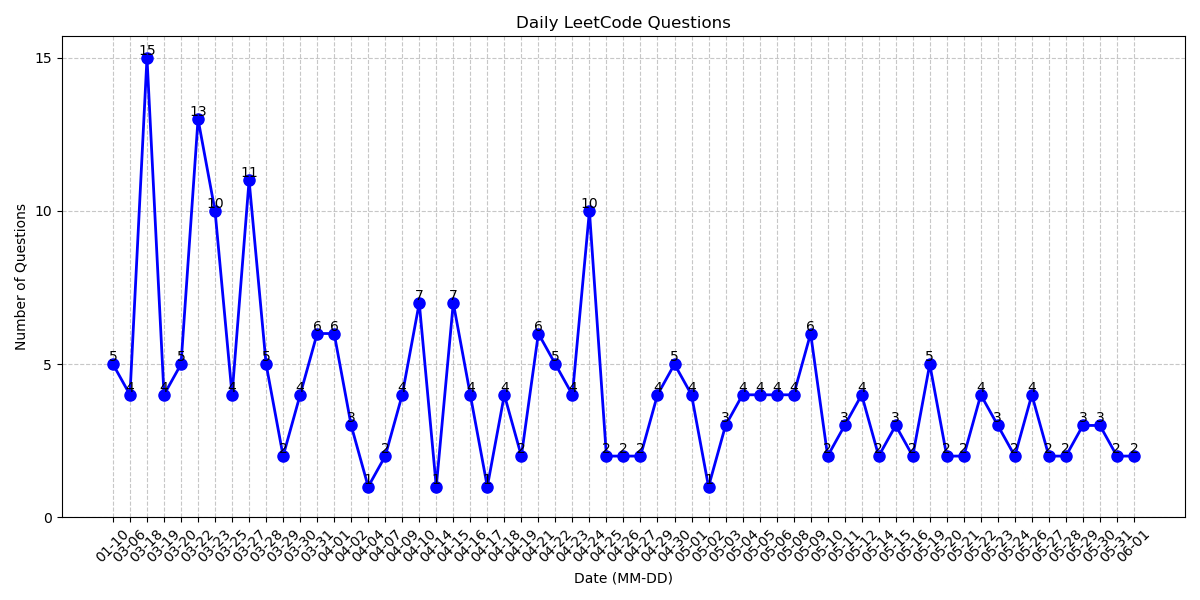 Daily LeetCode Questions
Number of Questions
15
10
5
0
5 4 15 4 5 13 10 4 11 5 2 4 6 6 3 1 2 4 7 1 7 4 1 4 2 6 5 4 10 2 2 2 4 5 4 1 3 4 4 4 4 6 2 3 4 2 3 2 5 2 2 4 3 2 4 2 2 3 3 2 2
01-10 03-06 03-18 03-19 03-20 03-22 03-23 03-25 03-27 03-28 03-29 03-30 03-31 04-01 04-02 04-04 04-07 04-09 04-10 04-14 04-15 04-16 04-17 04-18 04-19 04-21 04-22 04-23 04-24 04-25 04-26 04-27 04-29 04-30 05-01 05-02 05-03 05-04 05-05 05-06 05-08 05-09 05-10 05-11 05-12 05-14 05-15 05-16 05-19 05-20 05-21 05-22 05-23 05-24 05-26 05-27 05-28 05-29 05-30 05-31 06-01
Date (MM-DD)